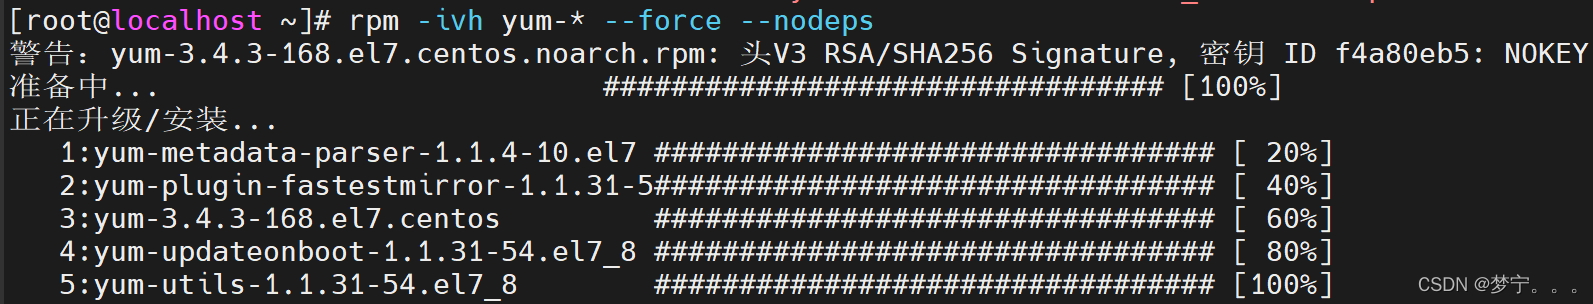 [root@localhost ~]# rpm -ivh yum-* --force --nodeps
警告：yum-3.4.3-168.el7.centos.noarch.rpm: 头V3 RSA/SHA256 Signature, 密钥 ID f4a80eb5: NOKEY
准备中... ################################# [100%]
正在升级/安装...
1:yum-metadata-parser-1.1.4-10.el7 ################################# [ 20%]
2:yum-plugin-fastestmirror-1.1.31-5################################# [ 40%]
3:yum-3.4.3-168.el7.centos ################################# [ 60%]
4:yum-updateonboot-1.1.31-54.el7_8 ################################# [ 80%]
5:yum-utils-1.1.31-54.el7_8 ################################# [100%]
CSDN @梦宁。。。